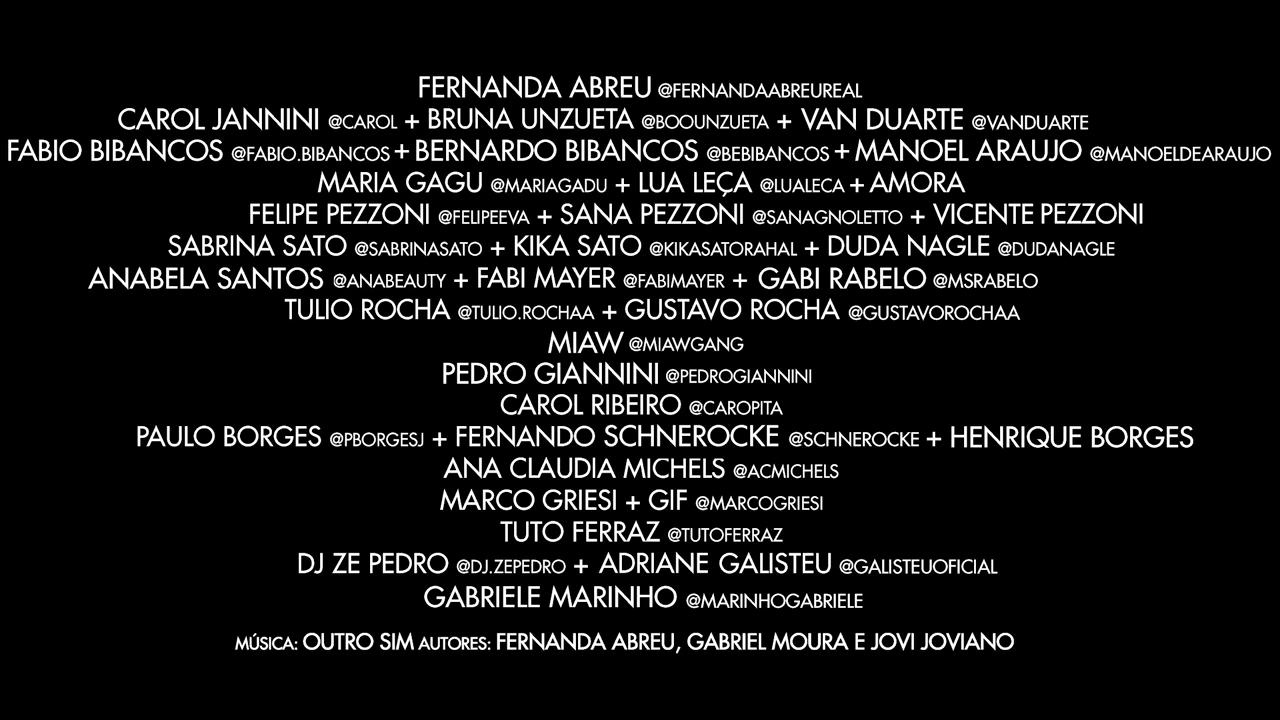 FERNANDA ABREU @FERNANDAABREUREAL
CAROL JANNINI @CAROL + BRUNA UNZUETA @BOOUNZUETA + VAN DUARTE @VANDUARTE
FABIO BIBANCOS @FABIO.BIBANCOS + BERNARDO BIBANCOS @BEBIBANCOS + MANOEL ARAUJO @MANOELDEARAUJO
MARIA GAGU @MARIAGADU + LUA LEÇA @LUALECA + AMORA
FELIPE PEZZONI @FELIPEEVA + SANA PEZZONI @SANAGNOLETTO + VICENTE PEZZONI
SABRINA SATO @SABRINASATO + KIKA SATO @KIKASATORAHAL + DUDA NAGLE @DUDANAGLE
ANABELA SANTOS @ANABEAUTY + FABI MAYER @FABIMAYER + GABI RABELO @MSRABELO
TULIO ROCHA @TULIO.ROCHAA + GUSTAVO ROCHA @GUSTAVOROCHAA
MIAW @MIAWGANG
PEDRO GIANNINI @PEDROGIANNINI
CAROL RIBEIRO @CAROPITA
PAULO BORGES @PBORGESJ + FERNANDO SCHNEROCKE @SCHNEROCKE + HENRIQUE BORGES
ANA CLAUDIA MICHELS @ACMICHELS
MARCO GRIESI + GIF @MARCOGRIESI
TUTO FERRAZ @TUTOFERRAZ
DJ ZE PEDRO @DJ.ZEPEDRO + ADRIANE GALISTEU @GALISTEUOFICIAL
GABRIELE MARINHO @MARINHOGABRIELE
MÚSICA: OUTRO SIM AUTORES: FERNANDA ABREU, GABRIEL MOURA E JOVI JOVIANO